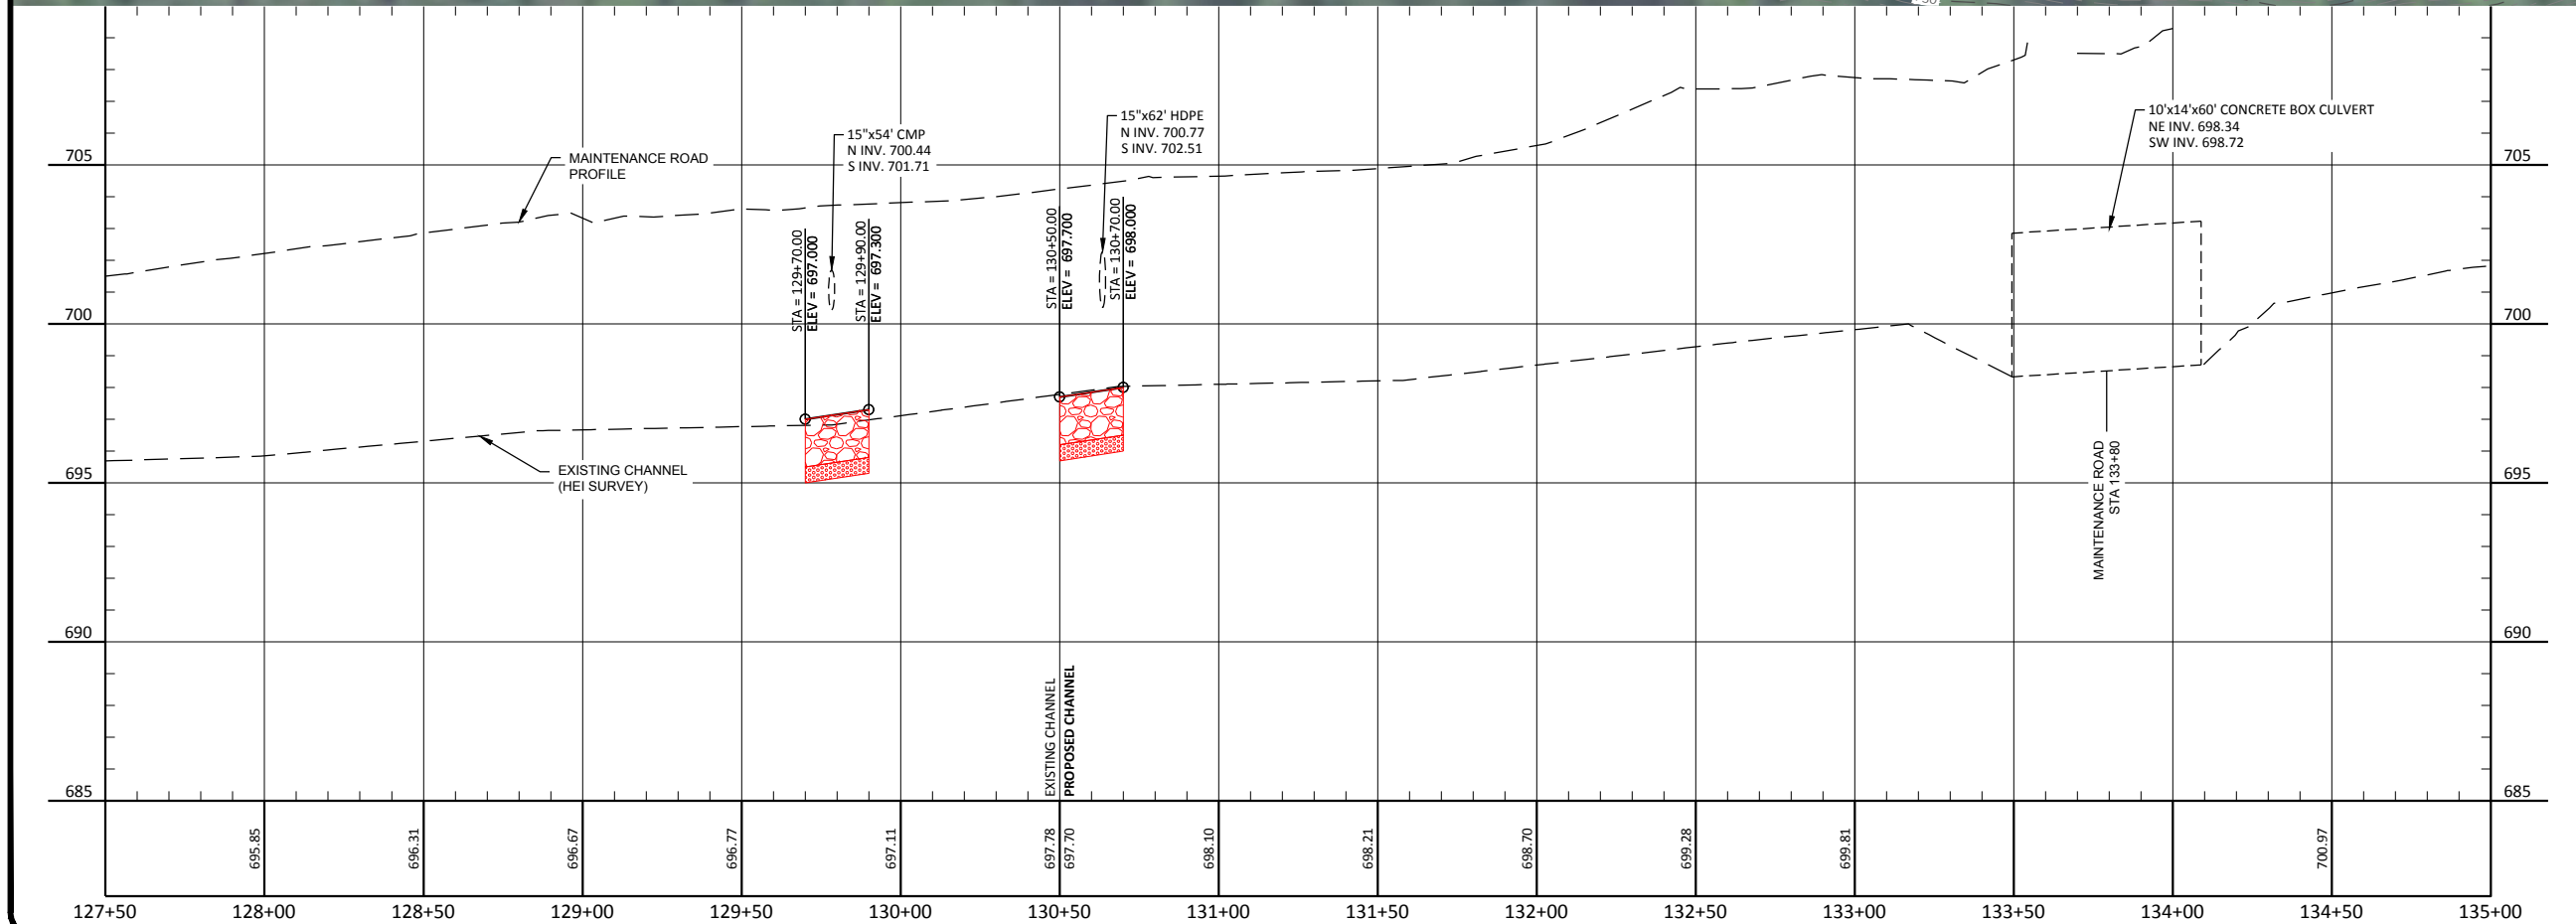 MAINTENANCE ROAD
PROFILE
15"x54' CMP
N INV. 700.44
S INV. 701.71
15"x62' HDPE
N INV. 700.77
S INV. 702.51
10'x14'x60' CONCRETE BOX CULVERT
NE INV. 698.34
SW INV. 698.72
STA = 129+70.00
ELEV = 697.000
STA = 129+90.00
ELEV = 697.300
STA = 130+50.00
ELEV = 697.700
STA = 130+70.00
ELEV = 698.000
705
705
700
700
EXISTING CHANNEL
(HEI SURVEY)
MAINTENANCE ROAD
STA 133+80
695
695
690
690
EXISTING CHANNEL
PROPOSED CHANNEL
685
685
695.85
696.31
696.67
696.77
697.11
697.78
697.70
698.10
698.21
698.70
699.28
699.81
700.97
127+50
128+00
128+50
129+00
129+50
130+00
130+50
131+00
131+50
132+00
132+50
133+00
133+50
134+00
134+50
135+00